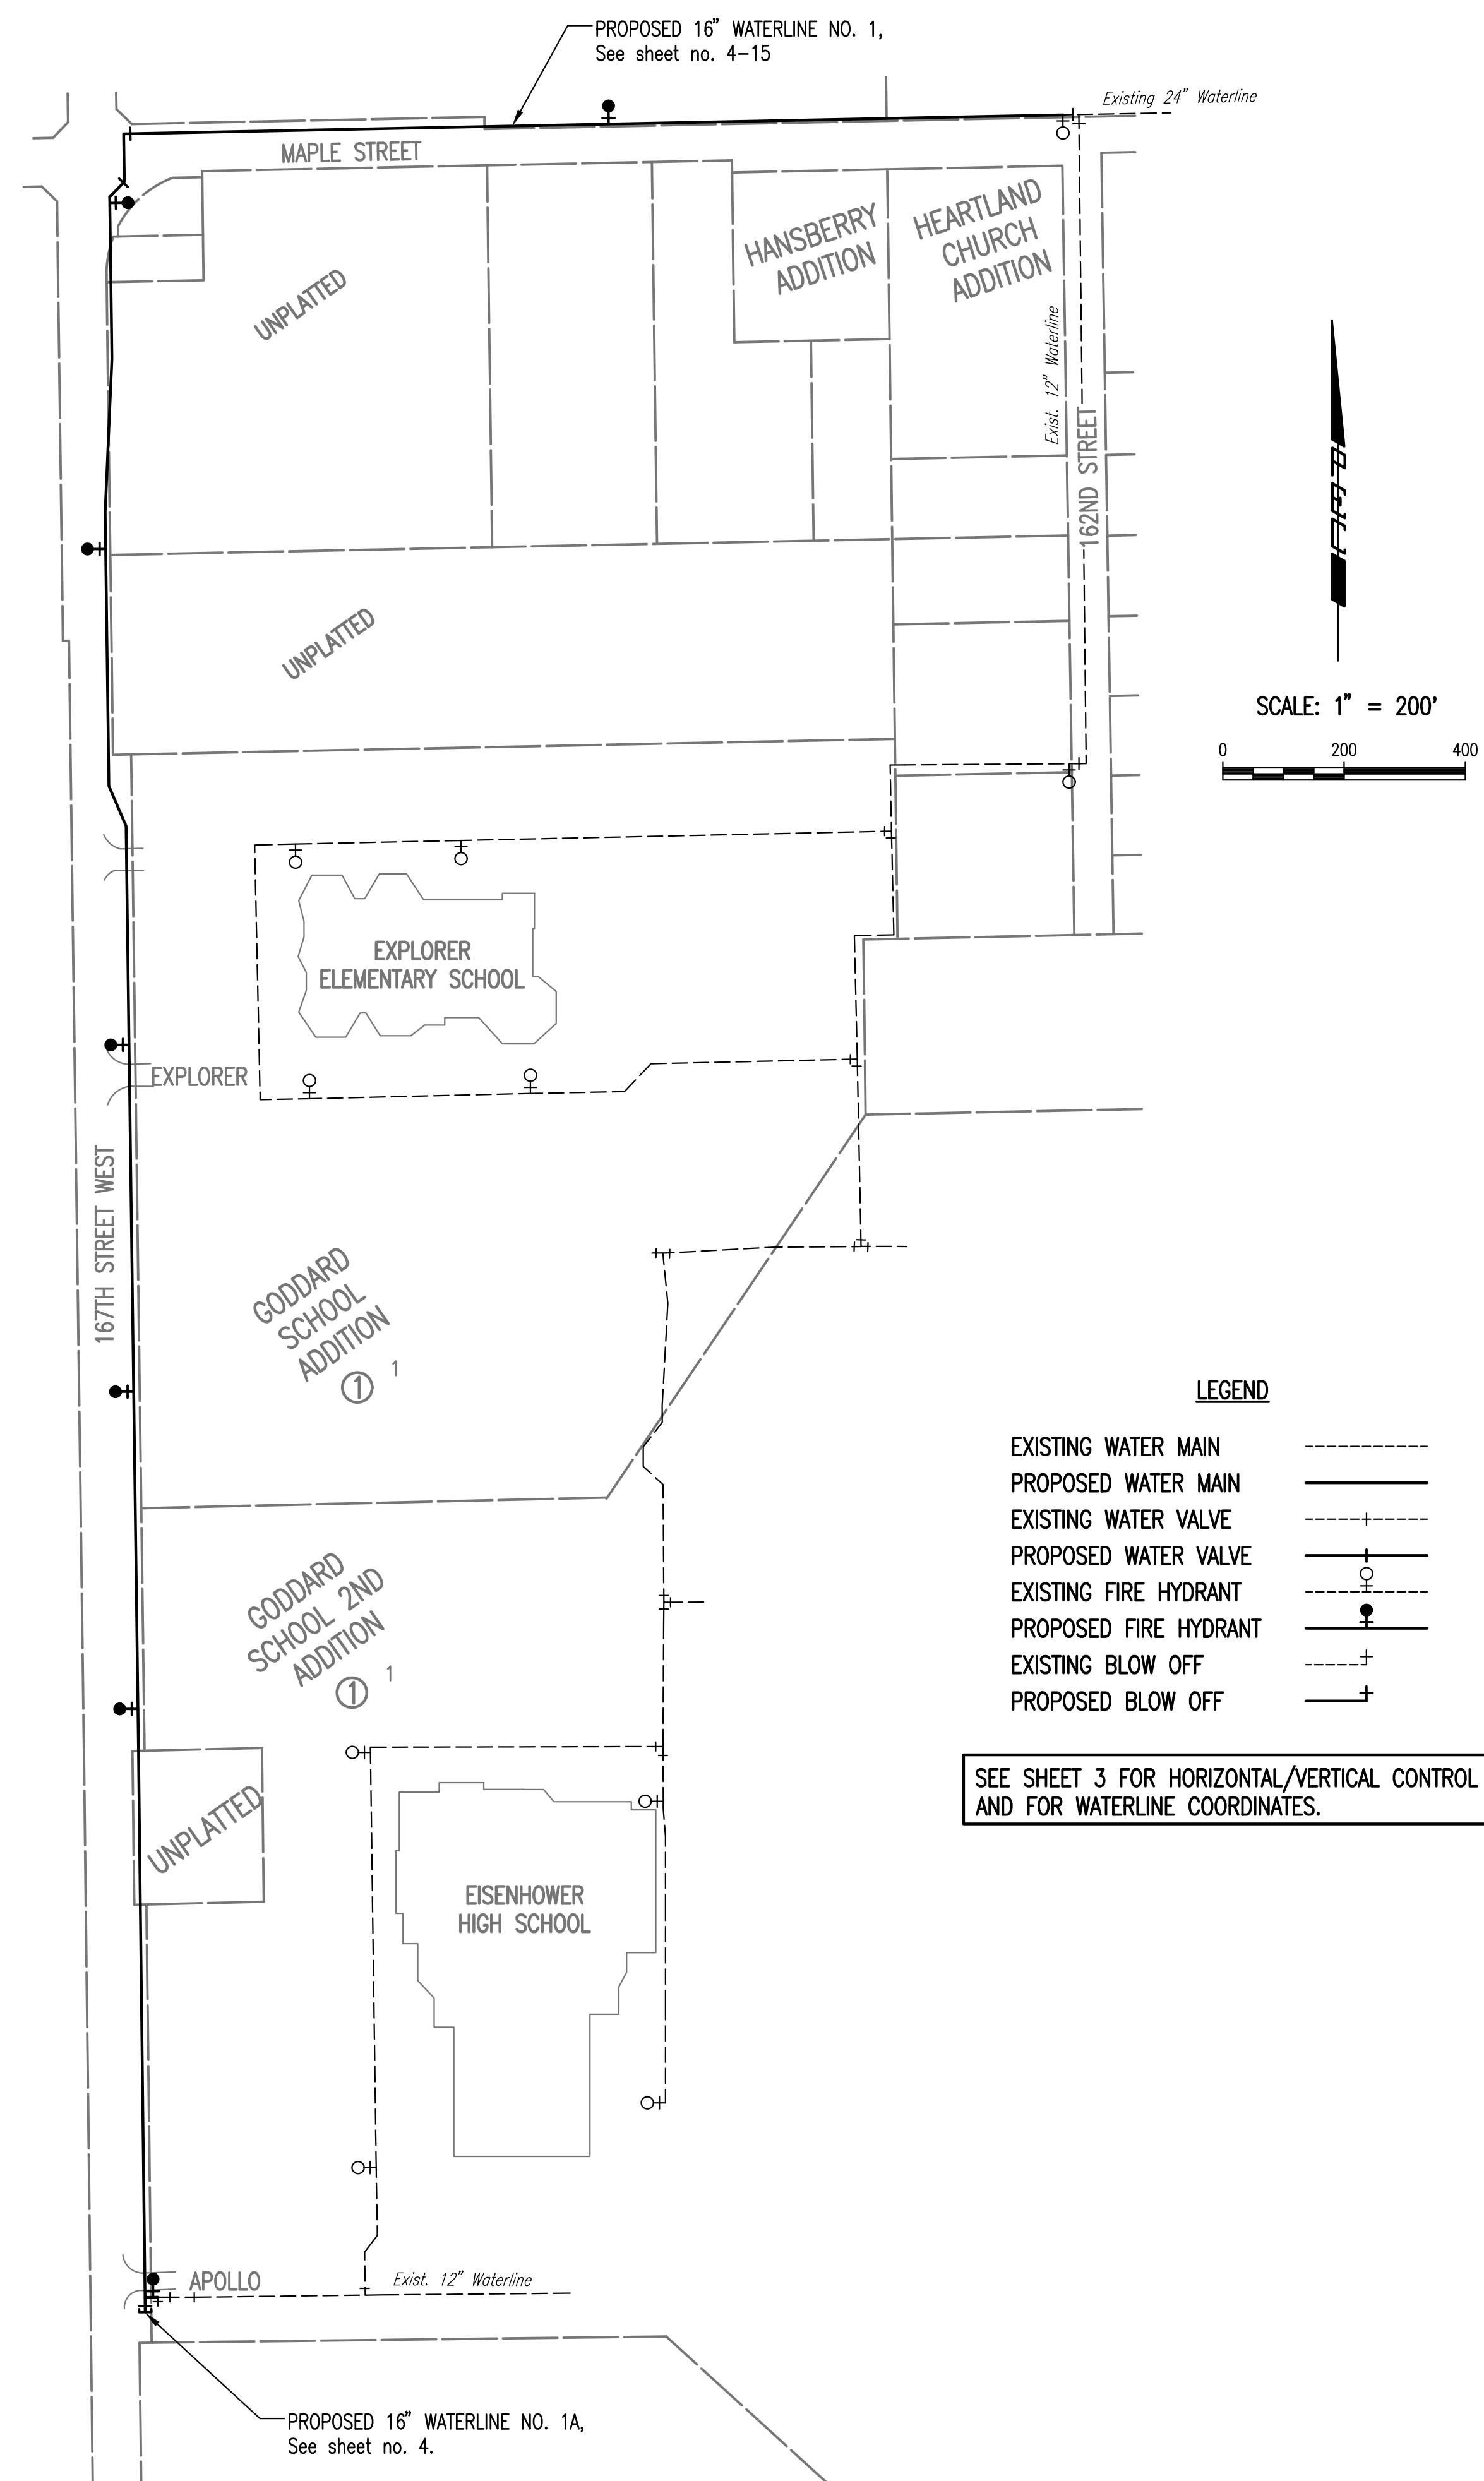 PROPOSED 16" WATERLINE NO. 1,
See sheet no. 4-15
Existing 24" Waterline
MAPLE STREET
HANSBERRY
ADDITION
HEARTLAND
CHURCH
ADDITION
UNPLATTED
Exist. 12" Waterline
162ND STREET
UNPLATTED
SCALE: 1" = 200'
0 200 400
EXPLORER
ELEMENTARY SCHOOL
EXPLORER
167TH STREET WEST
GODDARD
SCHOOL
ADDITION
1 1
LEGEND
EXISTING WATER MAIN
PROPOSED WATER MAIN
EXISTING WATER VALVE
PROPOSED WATER VALVE
EXISTING FIRE HYDRANT
PROPOSED FIRE HYDRANT
EXISTING BLOW OFF
PROPOSED BLOW OFF
GODDARD
SCHOOL 2ND
ADDITION
1 1
SEE SHEET 3 FOR HORIZONTAL/VERTICAL CONTROL
AND FOR WATERLINE COORDINATES.
UNPLATTED
EISENHOWER
HIGH SCHOOL
APOLLO
Exist. 12" Waterline
PROPOSED 16" WATERLINE NO. 1A,
See sheet no. 4.